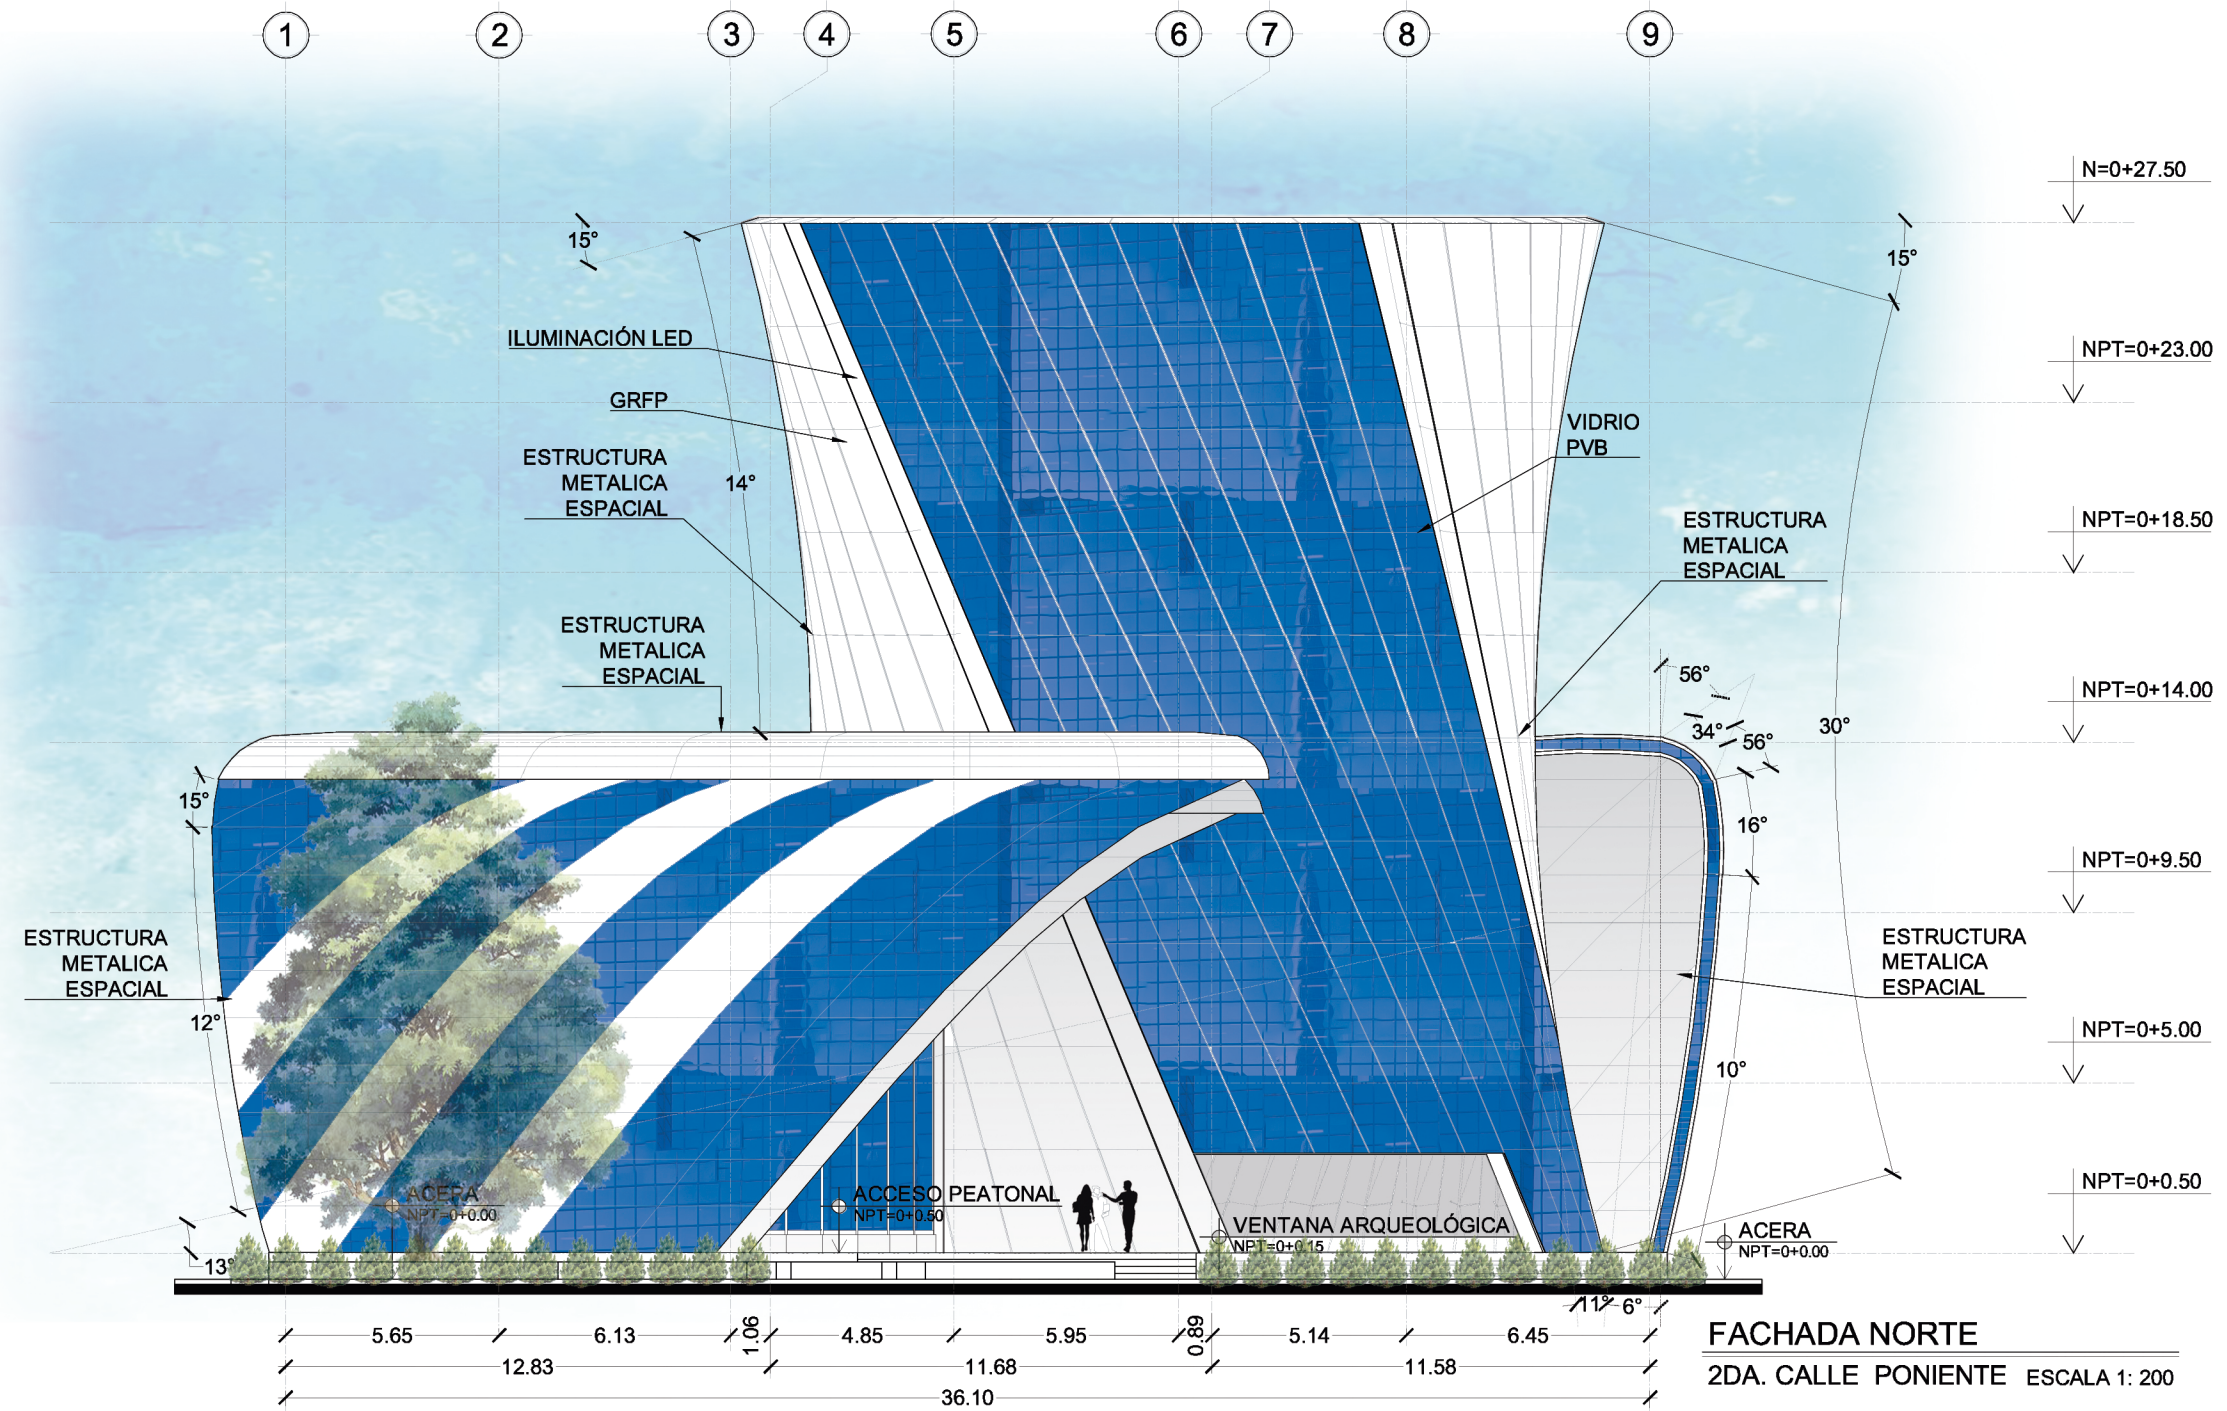 1 2 3 4 5 6 7 8 9
N=0+27.50
15°
15°
ILUMINACIÓN LED
NPT=0+23.00
GRFP
VIDRIO
PVB
ESTRUCTURA
METALICA
ESPACIAL
14°
NPT=0+18.50
ESTRUCTURA
METALICA
ESPACIAL
ESTRUCTURA
METALICA
ESPACIAL
56°
34°
56°
30°
NPT=0+14.00
15°
16°
NPT=0+9.50
ESTRUCTURA
METALICA
ESPACIAL
12°
ESTRUCTURA
METALICA
ESPACIAL
NPT=0+5.00
10°
NPT=0+0.50
ACERA
NPT=0+0.00
ACCESO PEATONAL
NPT=0+0.50
VENTANA ARQUEOLÓGICA
NPT=0+0.15
ACERA
NPT=0+0.00
13°
11° 6°
5.65 6.13 1.06 4.85 5.95 0.89 5.14 6.45
12.83 11.68 11.58
36.10
FACHADA NORTE
2DA. CALLE PONIENTE ESCALA 1: 200